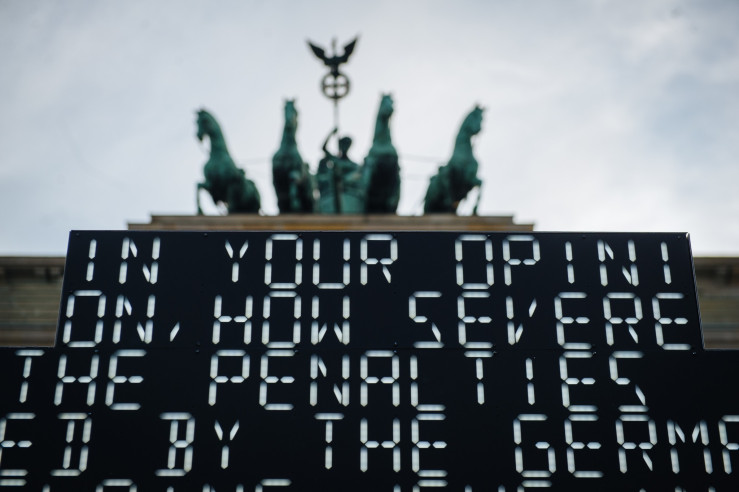 IN YOUR OPINI
ON, HOW SEVERE
THE PENALTIES
ED BY THE GERMA